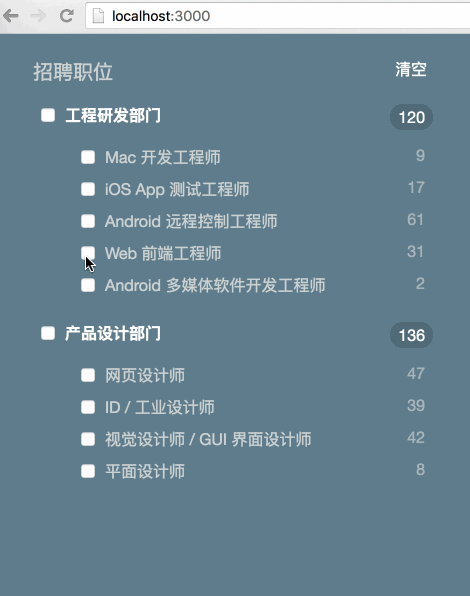 localhost:3000
招聘职位 清空
工程研发部门 120
Mac 开发工程师 9
iOS App 测试工程师 17
Android 远程控制工程师 61
Web 前端工程师 31
Android 多媒体软件开发工程师 2
产品设计部门 136
网页设计师 47
ID / 工业设计师 39
视觉设计师 / GUI 界面设计师 42
平面设计师 8